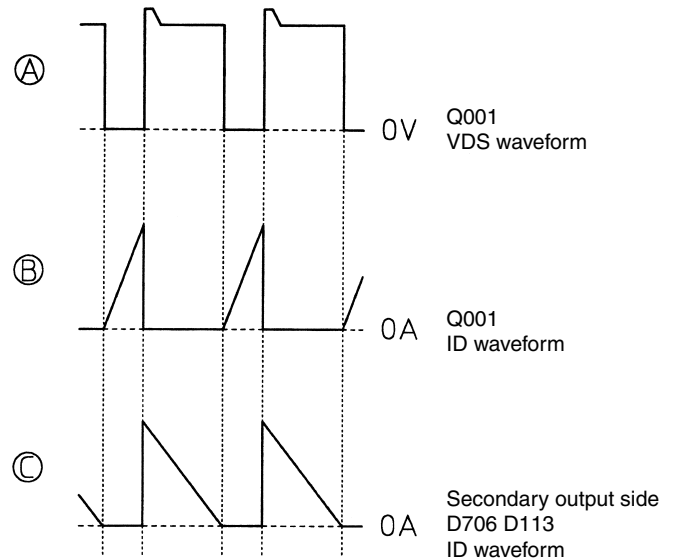 Ⓐ
0V
Q001
VDS waveform
Ⓑ
0A
Q001
ID waveform
Ⓒ
0A
Secondary output side
D706 D113
ID waveform